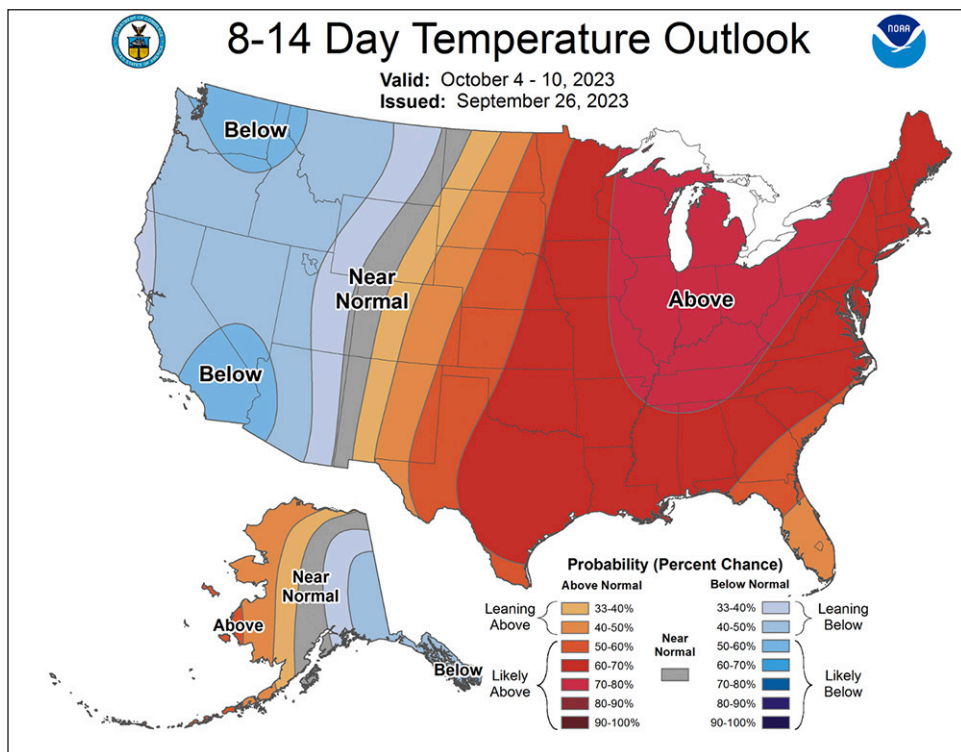 8-14 Day Temperature Outlook
Valid: October 4 - 10, 2023
Issued: September 26, 2023
NOAA
Below
Near
Normal
Above
Below
Near
Normal
Above
Below
Probability (Percent Chance)
Above Normal
Below Normal
Leaning
Above
33-40%
40-50%
Likely
Above
50-60%
60-70%
70-80%
80-90%
90-100%
Near
Normal
33-40%
40-50%
Leaning
Below
50-60%
60-70%
70-80%
80-90%
90-100%
Likely
Below